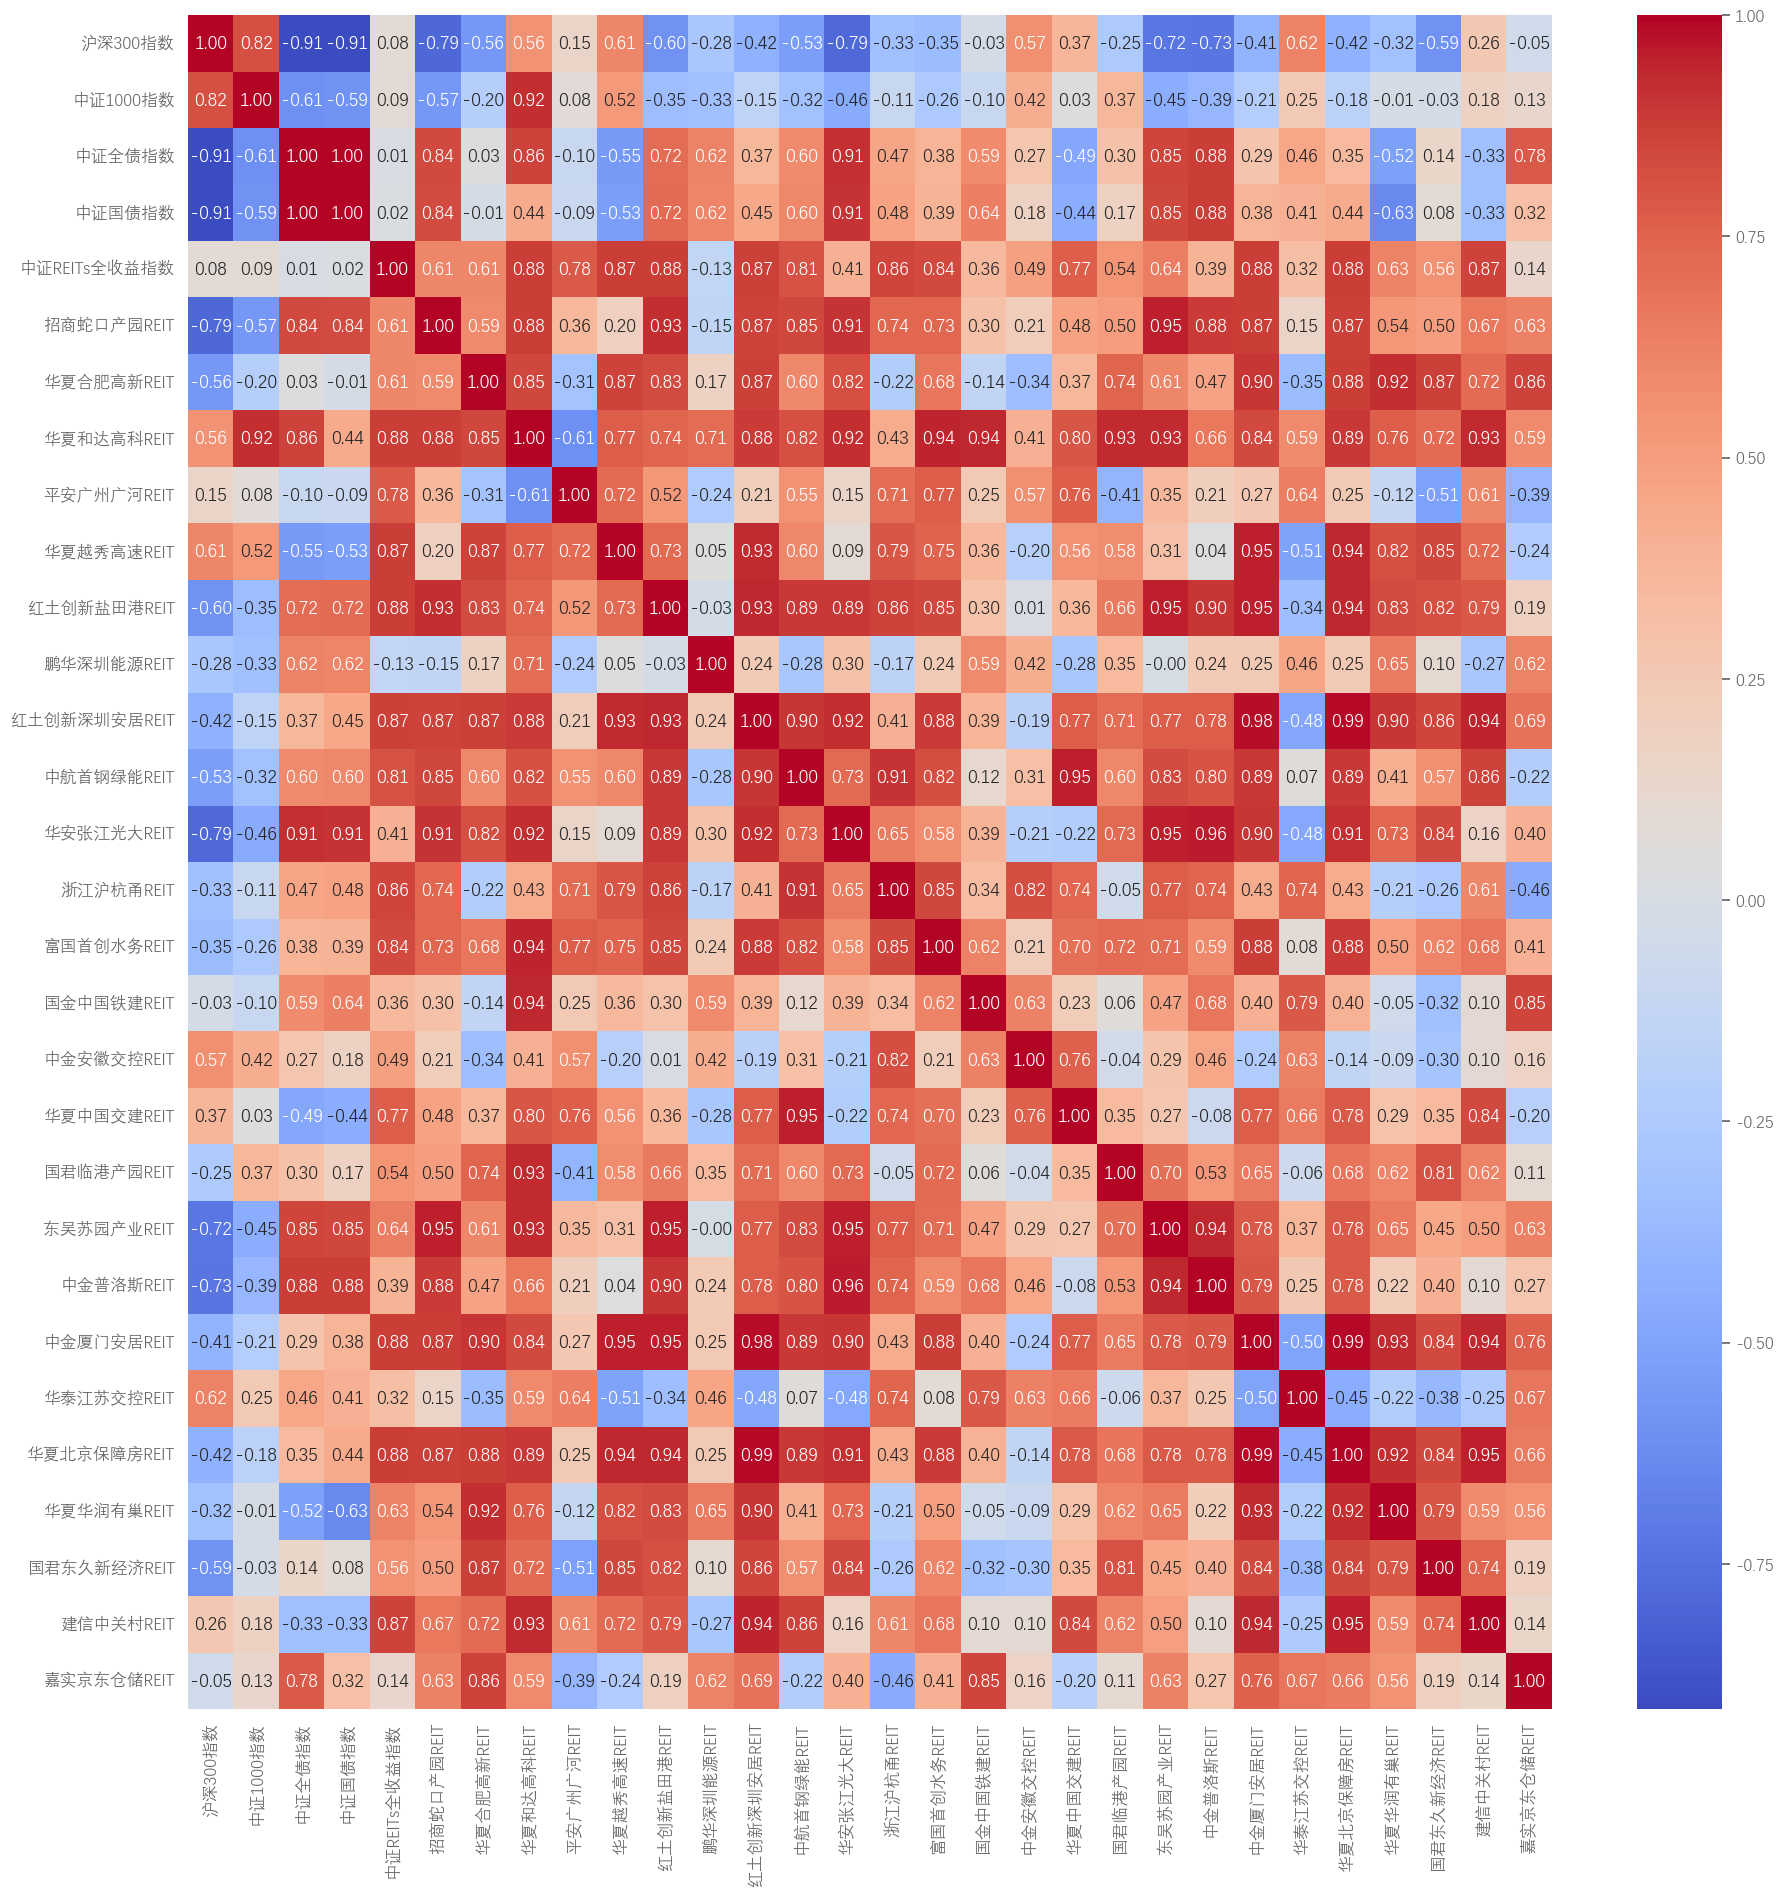 沪深300指数 1.00 0.82 -0.91 -0.91 0.08 -0.79 -0.56 0.56 0.15 0.61 -0.60 -0.28 -0.42 -0.53 -0.79 -0.33 -0.35 -0.03 0.57 0.37 -0.25 -0.72 -0.73 -0.41 0.62 -0.42 -0.32 -0.59 0.26 -0.05
中证1000指数 0.82 1.00 -0.61 -0.59 0.09 -0.57 -0.20 0.92 0.08 0.52 -0.35 -0.33 -0.15 -0.32 -0.46 -0.11 -0.26 -0.10 0.42 0.03 0.37 -0.45 -0.39 -0.21 0.25 -0.18 -0.01 -0.03 0.18 0.13
中证全债指数 -0.91 -0.61 1.00 1.00 0.01 0.84 0.03 0.86 -0.10 -0.55 0.72 0.62 0.37 0.60 0.91 0.47 0.38 0.59 0.27 -0.49 0.30 0.85 0.88 0.29 0.46 0.35 -0.52 0.14 -0.33 0.78
中证国债指数 -0.91 -0.59 1.00 1.00 0.02 0.84 -0.01 0.44 -0.09 -0.53 0.72 0.62 0.45 0.60 0.91 0.48 0.39 0.64 0.18 -0.44 0.17 0.85 0.88 0.38 0.41 0.44 -0.63 0.08 -0.33 0.32
中证REITs全收益指数 0.08 0.09 0.01 0.02 1.00 0.61 0.61 0.88 0.78 0.87 0.88 -0.13 0.87 0.81 0.41 0.86 0.84 0.36 0.49 0.77 0.54 0.64 0.39 0.88 0.32 0.88 0.63 0.56 0.87 0.14
招商蛇口产园REIT -0.79 -0.57 0.84 0.84 0.61 1.00 0.59 0.88 0.36 0.20 0.93 -0.15 0.87 0.85 0.91 0.74 0.73 0.30 0.21 0.48 0.50 0.95 0.88 0.87 0.15 0.87 0.54 0.50 0.67 0.63
华夏合肥高新REIT -0.56 -0.20 0.03 -0.01 0.61 0.59 1.00 0.85 -0.31 0.87 0.83 0.17 0.87 0.60 0.82 -0.22 0.68 -0.14 -0.34 0.37 0.74 0.61 0.47 0.90 -0.35 0.88 0.92 0.87 0.72 0.86
华夏和达高科REIT 0.56 0.92 0.86 0.44 0.88 0.88 0.85 1.00 -0.61 0.77 0.74 0.71 0.88 0.82 0.92 0.43 0.94 0.94 0.41 0.80 0.93 0.93 0.66 0.84 0.59 0.89 0.76 0.72 0.93 0.59
平安广州广河REIT 0.15 0.08 -0.10 -0.09 0.78 0.36 -0.31 -0.61 1.00 0.72 0.52 -0.24 0.21 0.55 0.15 0.71 0.77 0.25 0.57 0.76 -0.41 0.35 0.21 0.27 0.64 0.25 -0.12 -0.51 0.61 -0.39
华夏越秀高速REIT 0.61 0.52 -0.55 -0.53 0.87 0.20 0.87 0.77 0.72 1.00 0.73 0.05 0.93 0.60 0.09 0.79 0.75 0.36 -0.20 0.56 0.58 0.31 0.04 0.95 -0.51 0.94 0.82 0.85 0.72 -0.24
红土创新盐田港REIT -0.60 -0.35 0.72 0.72 0.88 0.93 0.83 0.74 0.52 0.73 1.00 -0.03 0.93 0.89 0.89 0.86 0.85 0.30 0.01 0.36 0.66 0.95 0.90 0.95 -0.34 0.94 0.83 0.82 0.79 0.19
鹏华深圳能源REIT -0.28 -0.33 0.62 0.62 -0.13 -0.15 0.17 0.71 -0.24 0.05 -0.03 1.00 0.24 -0.28 0.30 -0.17 0.24 0.59 0.42 -0.28 0.35 -0.00 0.24 0.25 0.46 0.25 0.65 0.10 -0.27 0.62
红土创新深圳安居REIT -0.42 -0.15 0.37 0.45 0.87 0.87 0.87 0.88 0.21 0.93 0.93 0.24 1.00 0.90 0.92 0.41 0.88 0.39 -0.19 0.77 0.71 0.77 0.78 0.98 -0.48 0.99 0.90 0.86 0.94 0.69
中航首钢绿能REIT -0.53 -0.32 0.60 0.60 0.81 0.85 0.60 0.82 0.55 0.60 0.89 -0.28 0.90 1.00 0.73 0.91 0.82 0.12 0.31 0.95 0.60 0.83 0.80 0.89 0.07 0.89 0.41 0.57 0.86 -0.22
华安张江光大REIT -0.79 -0.46 0.91 0.91 0.41 0.91 0.82 0.92 0.15 0.09 0.89 0.30 0.92 0.73 1.00 0.65 0.58 0.39 -0.21 -0.22 0.73 0.95 0.96 0.90 -0.48 0.91 0.73 0.84 0.16 0.40
浙江沪杭甬REIT -0.33 -0.11 0.47 0.48 0.86 0.74 -0.22 0.43 0.71 0.79 0.86 -0.17 0.41 0.91 0.65 1.00 0.85 0.34 0.82 0.74 -0.05 0.77 0.74 0.43 0.74 0.43 -0.21 -0.26 0.61 -0.46
富国首创水务REIT -0.35 -0.26 0.38 0.39 0.84 0.73 0.68 0.94 0.77 0.75 0.85 0.24 0.88 0.82 0.58 0.85 1.00 0.62 0.21 0.70 0.72 0.71 0.59 0.88 0.08 0.88 0.50 0.62 0.68 0.41
国金中国铁建REIT -0.03 -0.10 0.59 0.64 0.36 0.30 -0.14 0.94 0.25 0.36 0.30 0.59 0.39 0.12 0.39 0.34 0.62 1.00 0.63 0.23 0.06 0.47 0.68 0.40 0.79 0.40 -0.05 -0.32 0.10 0.85
中金安徽交控REIT 0.57 0.42 0.27 0.18 0.49 0.21 -0.34 0.41 0.57 -0.20 0.01 0.42 -0.19 0.31 -0.21 0.82 0.21 0.63 1.00 0.76 -0.04 0.29 0.46 -0.24 0.63 -0.14 -0.09 -0.30 0.10 0.16
华夏中国交建REIT 0.37 0.03 -0.49 -0.44 0.77 0.48 0.37 0.80 0.76 0.56 0.36 -0.28 0.77 0.95 -0.22 0.74 0.70 0.23 0.76 1.00 0.35 0.27 -0.08 0.77 0.66 0.78 0.29 0.35 0.84 -0.20
国君临港产园REIT -0.25 0.37 0.30 0.17 0.54 0.50 0.74 0.93 -0.41 0.58 0.66 0.35 0.71 0.60 0.73 -0.05 0.72 0.06 -0.04 0.35 1.00 0.70 0.53 0.65 -0.06 0.68 0.62 0.81 0.62 0.11
东吴苏园产业REIT -0.72 -0.45 0.85 0.85 0.64 0.95 0.61 0.93 0.35 0.31 0.95 -0.00 0.77 0.83 0.95 0.77 0.71 0.47 0.29 0.27 0.70 1.00 0.94 0.78 0.37 0.78 0.65 0.45 0.50 0.63
中金普洛斯REIT -0.73 -0.39 0.88 0.88 0.39 0.88 0.47 0.66 0.21 0.04 0.90 0.24 0.78 0.80 0.96 0.74 0.59 0.68 0.46 -0.08 0.53 0.94 1.00 0.79 0.25 0.78 0.22 0.40 0.10 0.27
中金厦门安居REIT -0.41 -0.21 0.29 0.38 0.88 0.87 0.90 0.84 0.27 0.95 0.95 0.25 0.98 0.89 0.90 0.43 0.88 0.40 -0.24 0.77 0.65 0.78 0.79 1.00 -0.50 0.99 0.93 0.84 0.94 0.76
华泰江苏交控REIT 0.62 0.25 0.46 0.41 0.32 0.15 -0.35 0.59 0.64 -0.51 -0.34 0.46 -0.48 0.07 -0.48 0.74 0.08 0.79 0.63 0.66 -0.06 0.37 0.25 -0.50 1.00 -0.45 -0.22 -0.38 -0.25 0.67
华夏北京保障房REIT -0.42 -0.18 0.35 0.44 0.88 0.87 0.88 0.89 0.25 0.94 0.94 0.25 0.99 0.89 0.91 0.43 0.88 0.40 -0.14 0.78 0.68 0.78 0.78 0.99 -0.45 1.00 0.92 0.84 0.95 0.66
华夏华润有巢REIT -0.32 -0.01 -0.52 -0.63 0.63 0.54 0.92 0.76 -0.12 0.82 0.83 0.65 0.90 0.41 0.73 -0.21 0.50 -0.05 -0.09 0.29 0.62 0.65 0.22 0.93 -0.22 0.92 1.00 0.79 0.59 0.56
国君东久新经济REIT -0.59 -0.03 0.14 0.08 0.56 0.50 0.87 0.72 -0.51 0.85 0.82 0.10 0.86 0.57 0.84 -0.26 0.62 -0.32 -0.30 0.35 0.81 0.45 0.40 0.84 -0.38 0.84 0.79 1.00 0.74 0.19
建信中关村REIT 0.26 0.18 -0.33 -0.33 0.87 0.67 0.72 0.93 0.61 0.72 0.79 -0.27 0.94 0.86 0.16 0.61 0.68 0.10 0.10 0.84 0.62 0.50 0.10 0.94 -0.25 0.95 0.59 0.74 1.00 0.14
嘉实京东仓储REIT -0.05 0.13 0.78 0.32 0.14 0.63 0.86 0.59 -0.39 -0.24 0.19 0.62 0.69 -0.22 0.40 -0.46 0.41 0.85 0.16 -0.20 0.11 0.63 0.27 0.76 0.67 0.66 0.56 0.19 0.14 1.00
沪深300指数
中证1000指数
中证全债指数
中证国债指数
中证REITs全收益指数
招商蛇口产园REIT
华夏合肥高新REIT
华夏和达高科REIT
平安广州广河REIT
华夏越秀高速REIT
红土创新盐田港REIT
鹏华深圳能源REIT
红土创新深圳安居REIT
中航首钢绿能REIT
华安张江光大REIT
浙江沪杭甬REIT
富国首创水务REIT
国金中国铁建REIT
中金安徽交控REIT
华夏中国交建REIT
国君临港产园REIT
东吴苏园产业REIT
中金普洛斯REIT
中金厦门安居REIT
华泰江苏交控REIT
华夏北京保障房REIT
华夏华润有巢REIT
国君东久新经济REIT
建信中关村REIT
嘉实京东仓储REIT
1.00
0.75
0.50
0.25
0.00
-0.25
-0.50
-0.75